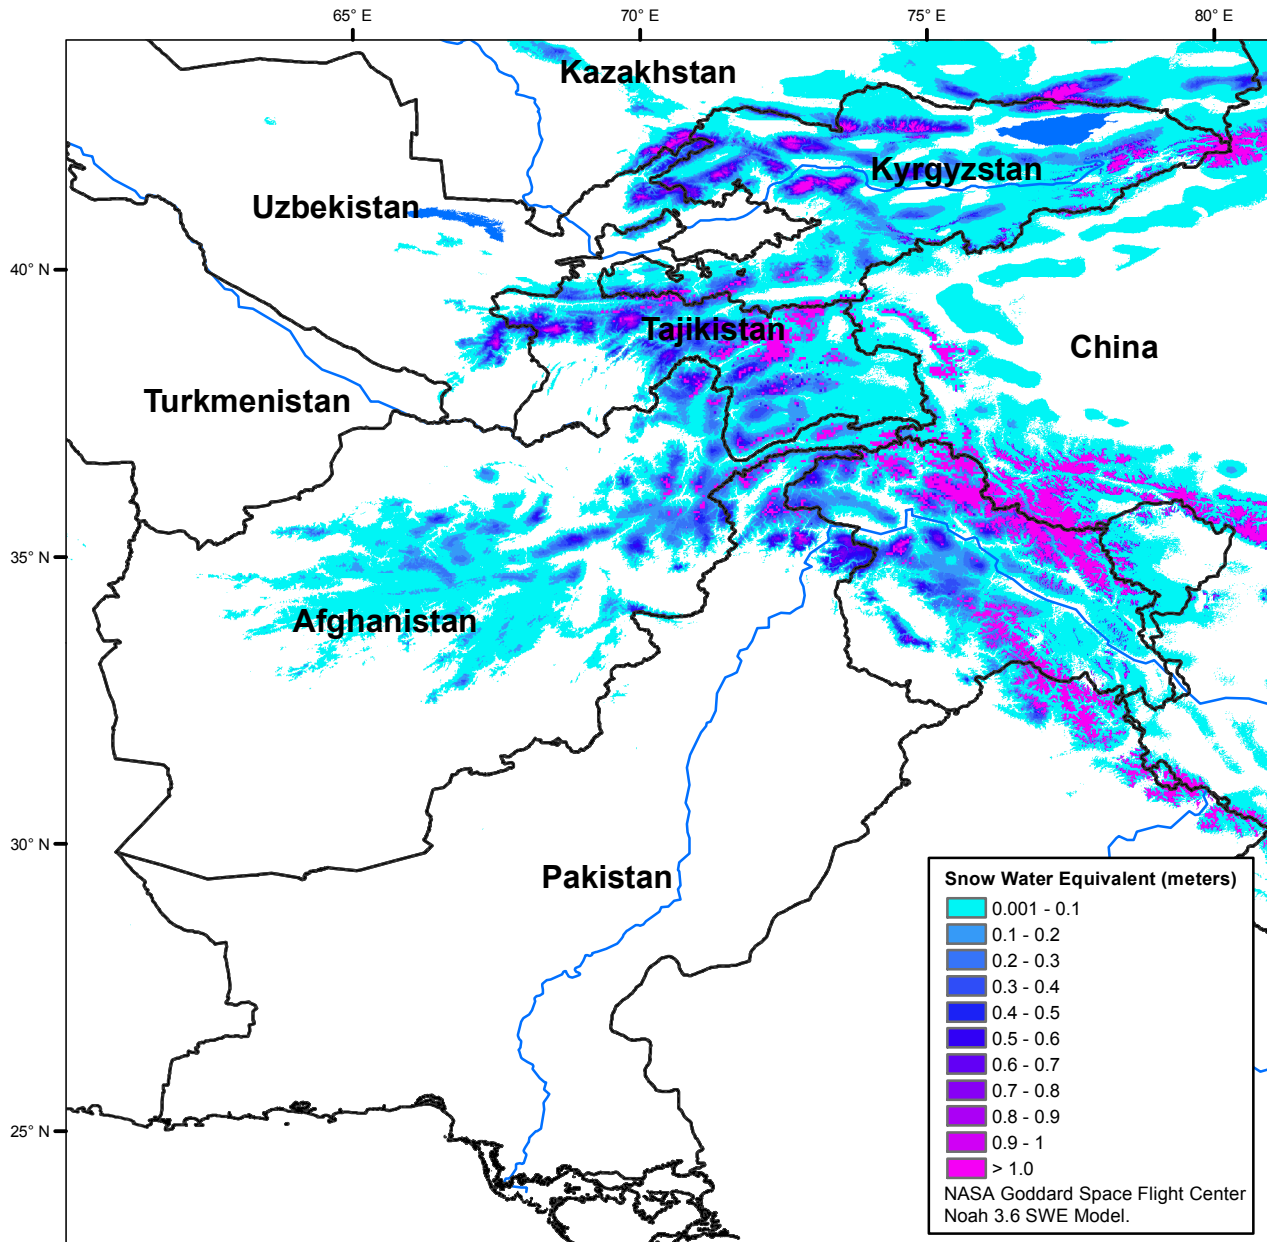 65° E
70° E
75° E
80° E
Kazakhstan
Kyrgyzstan
Uzbekistan
40° N
Tajikistan
China
Turkmenistan
35° N
Afghanistan
30° N
Pakistan
25° N
Snow Water Equivalent (meters)
0.001 - 0.1
0.1 - 0.2
0.2 - 0.3
0.3 - 0.4
0.4 - 0.5
0.5 - 0.6
0.6 - 0.7
0.7 - 0.8
0.8 - 0.9
0.9 - 1
> 1.0
NASA Goddard Space Flight Center
Noah 3.6 SWE Model.